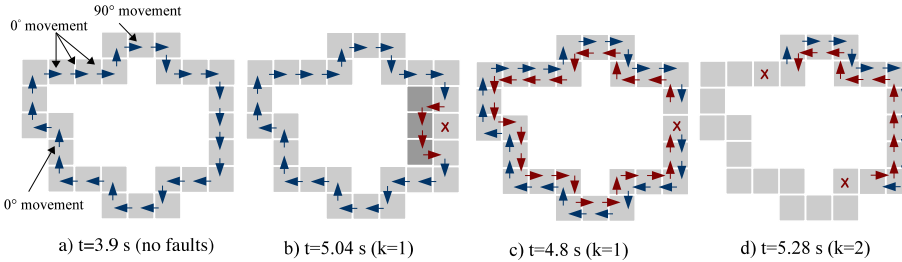 90° movement
0° movement
0° movement
X
X
X
X
a) t=3.9 s (no faults)
b) t=5.04 s (k=1)
c) t=4.8 s (k=1)
d) t=5.28 s (k=2)